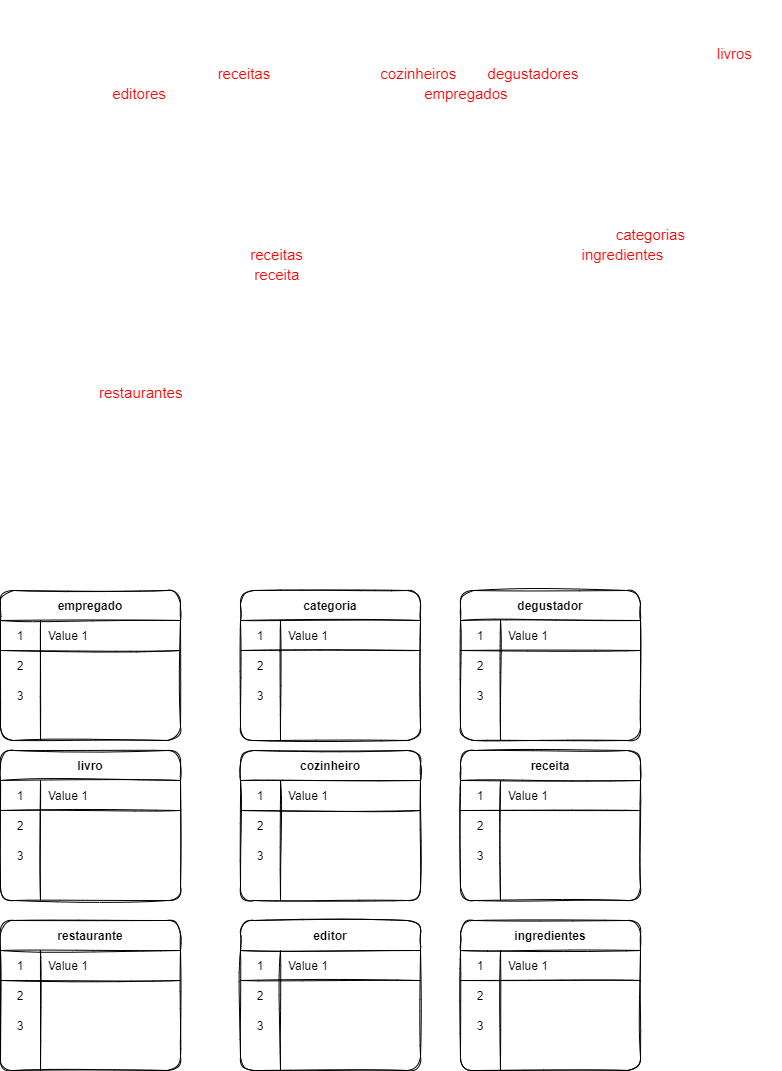 livros
receitas cozinheiros degustadores
editores empregados
categorias
receitas ingredientes
receita
restaurantes
empregado categoria degustador
1 Value 1 1 Value 1 1 Value 1
2 2 2
3 3 3
livro cozinheiro receita
1 Value 1 1 Value 1 1 Value 1
2 2 2
3 3 3
restaurante editor ingredientes
1 Value 1 1 Value 1 1 Value 1
2 2 2
3 3 3